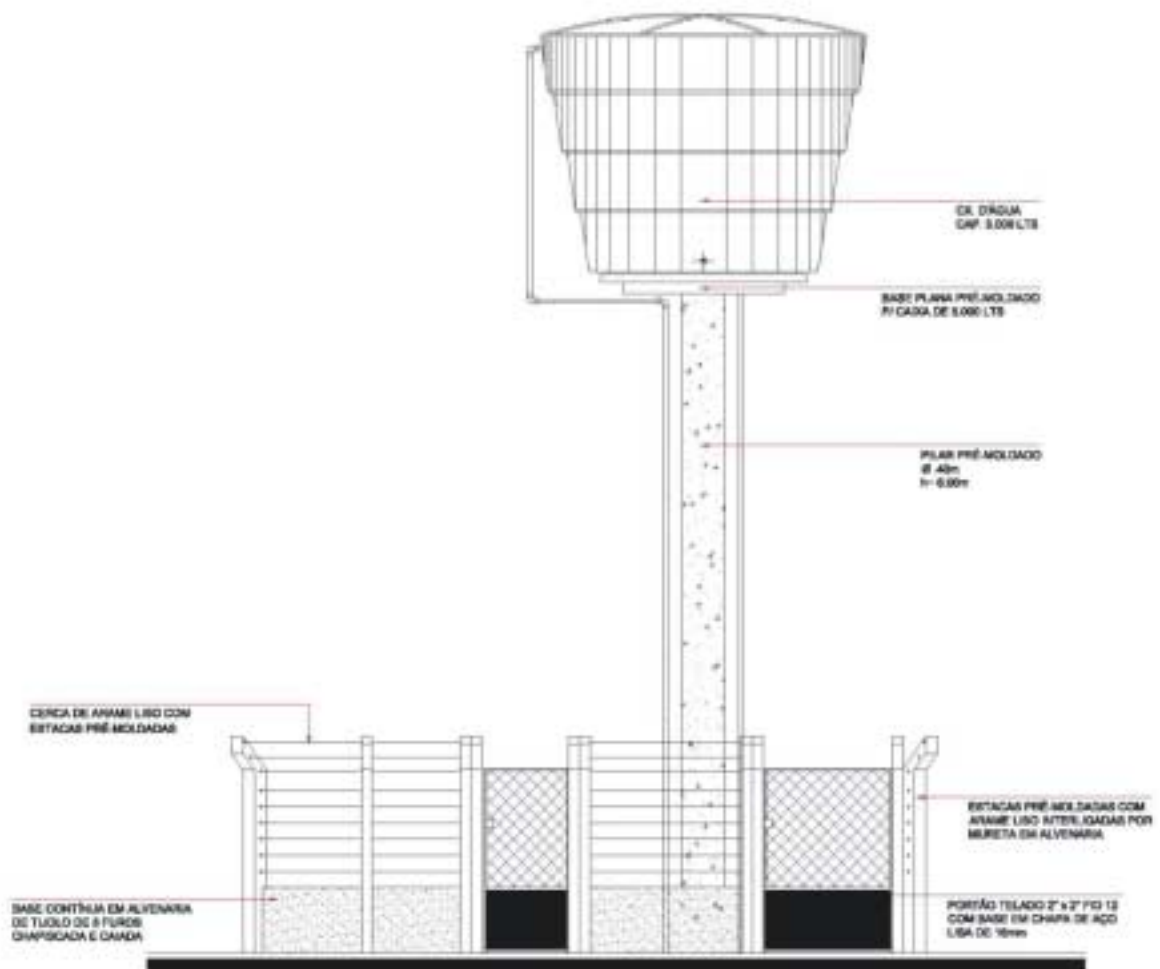 CX. D'ÁGUA
CAP. 5.000 LTS
BASE PLANA PRÉ-MOLDADO
P/ CAIXA DE 5.000 LTS
PILAR PRÉ-MOLDADO
Ø .40m
h=
CERCA DE ARAME LISO COM
ESTACAS PRÉ-MOLDADAS
ESTACAS PRÉ-MOLDADAS COM
ARAME LISO INTERLIGADAS POR
MURETA EM ALVENARIA
BASE CONTÍNUA EM ALVENARIA
DE TIJOLO DE 8 FUROS
CHAPISCADA E CAIADA
PORTÃO TELADO 2" x 2" FIO 12
COM BASE EM CHAPA DE AÇO
LISA DE